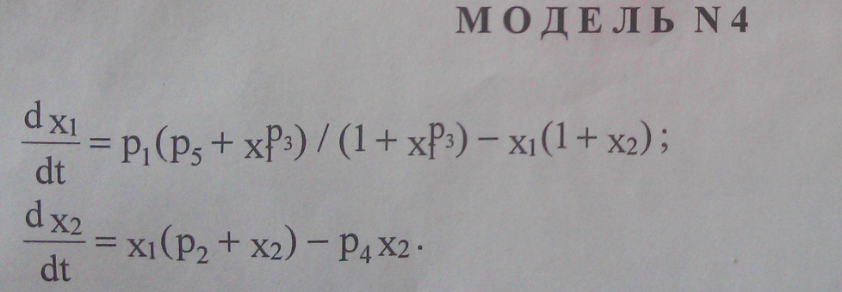 МОДЕЛЬ N4
dx₁/dt = p₁(p₅ + x₁^p₃) / (1 + x₁^p₃) − x₁(1 + x₂);
dx₂/dt = x₁(p₂ + x₂) − p₄x₂.